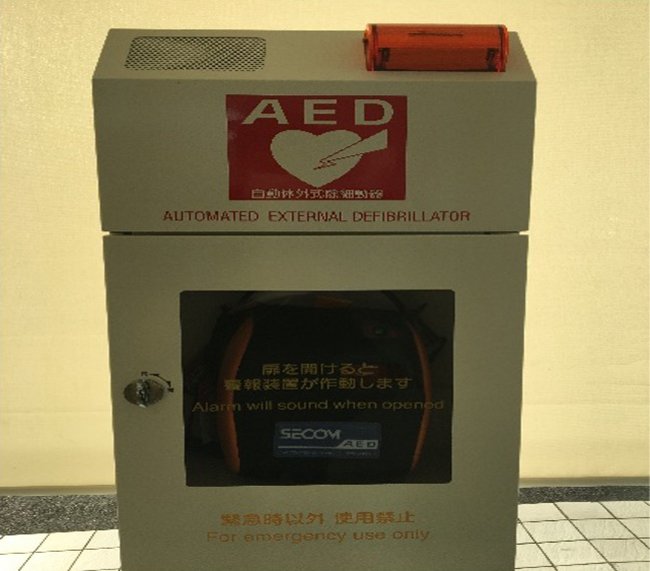 AED
自動体外式除細動器
AUTOMATED EXTERNAL DEFIBRILLATOR
扉を開けると
警報装置が作動します
Alarm will sound when opened
SECOM
AED
緊急時以外 使用禁止
For emergency use only.